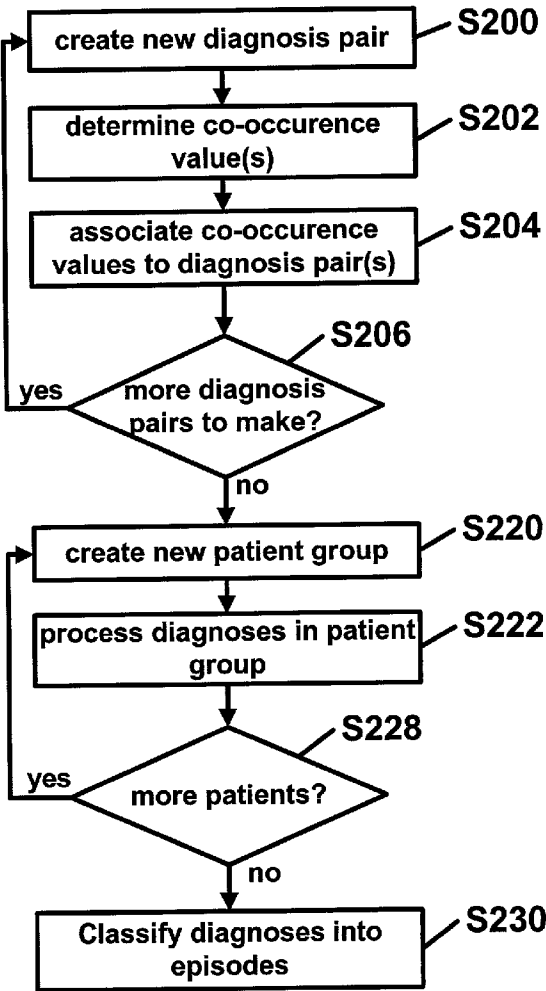 create new diagnosis pair
S200
determine co-occurence
value(s)
S202
associate co-occurence
values to diagnosis pair(s)
S204
S206
more diagnosis
pairs to make?
yes
no
create new patient group
S220
process diagnoses in patient
group
S222
S228
more patients?
yes
no
Classify diagnoses into
episodes
S230